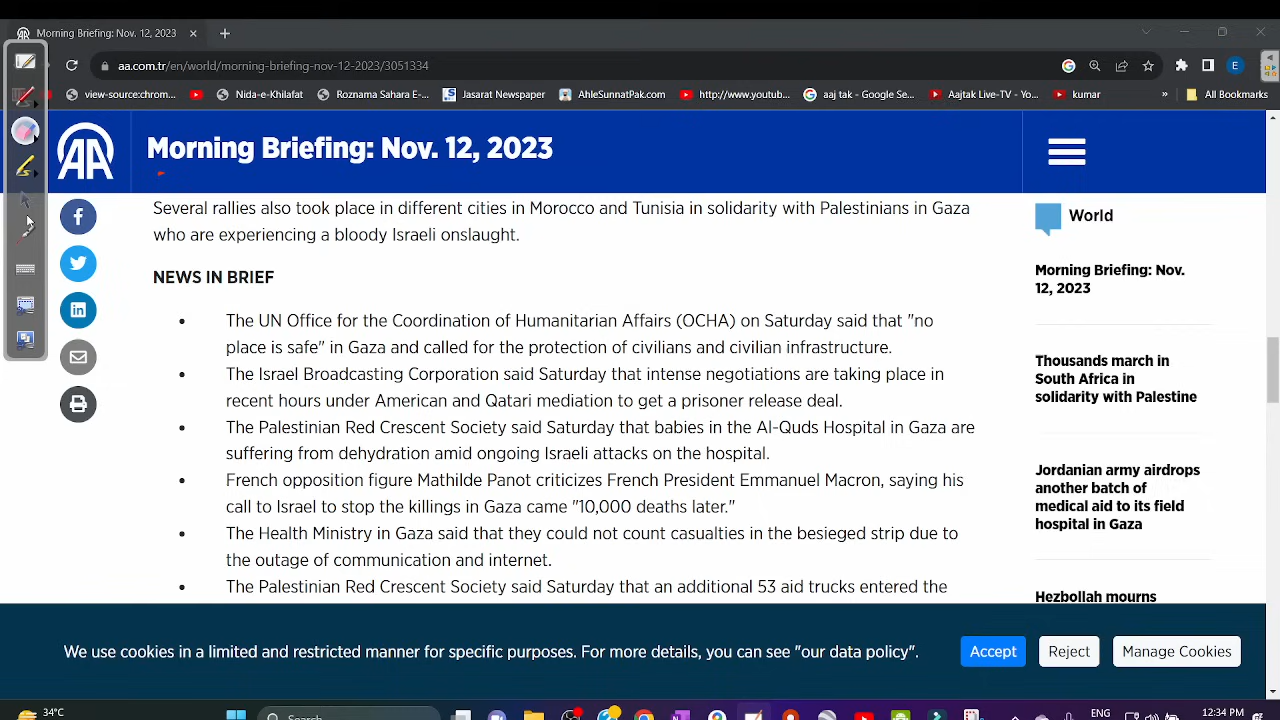 Morning Briefing: Nov. 12, 2023
aa.com.tr/en/world/morning-briefing-nov-12-2023/3051334
E
view-source:chrom...
Nida-e-Khilafat
Roznama Sahara E-...
Jasarat Newspaper
AhleSunnatPak.com
http://www.youtub...
aaj tak - Google Se...
Aajtak Live-TV - Yo...
kumar
»
All Bookmarks
AA
Morning Briefing: Nov. 12, 2023
Several rallies also took place in different cities in Morocco and Tunisia in solidarity with Palestinians in Gaza
who are experiencing a bloody Israeli onslaught.
NEWS IN BRIEF
• The UN Office for the Coordination of Humanitarian Affairs (OCHA) on Saturday said that "no
place is safe" in Gaza and called for the protection of civilians and civilian infrastructure.
• The Israel Broadcasting Corporation said Saturday that intense negotiations are taking place in
recent hours under American and Qatari mediation to get a prisoner release deal.
• The Palestinian Red Crescent Society said Saturday that babies in the Al-Quds Hospital in Gaza are
suffering from dehydration amid ongoing Israeli attacks on the hospital.
• French opposition figure Mathilde Panot criticizes French President Emmanuel Macron, saying his
call to Israel to stop the killings in Gaza came "10,000 deaths later."
• The Health Ministry in Gaza said that they could not count casualties in the besieged strip due to
the outage of communication and internet.
• The Palestinian Red Crescent Society said Saturday that an additional 53 aid trucks entered the
World
Morning Briefing: Nov.
12, 2023
Thousands march in
South Africa in
solidarity with Palestine
Jordanian army airdrops
another batch of
medical aid to its field
hospital in Gaza
Hezbollah mourns
We use cookies in a limited and restricted manner for specific purposes. For more details, you can see "our data policy".
Accept
Reject
Manage Cookies
34°C
Search
ENG
12:34 PM